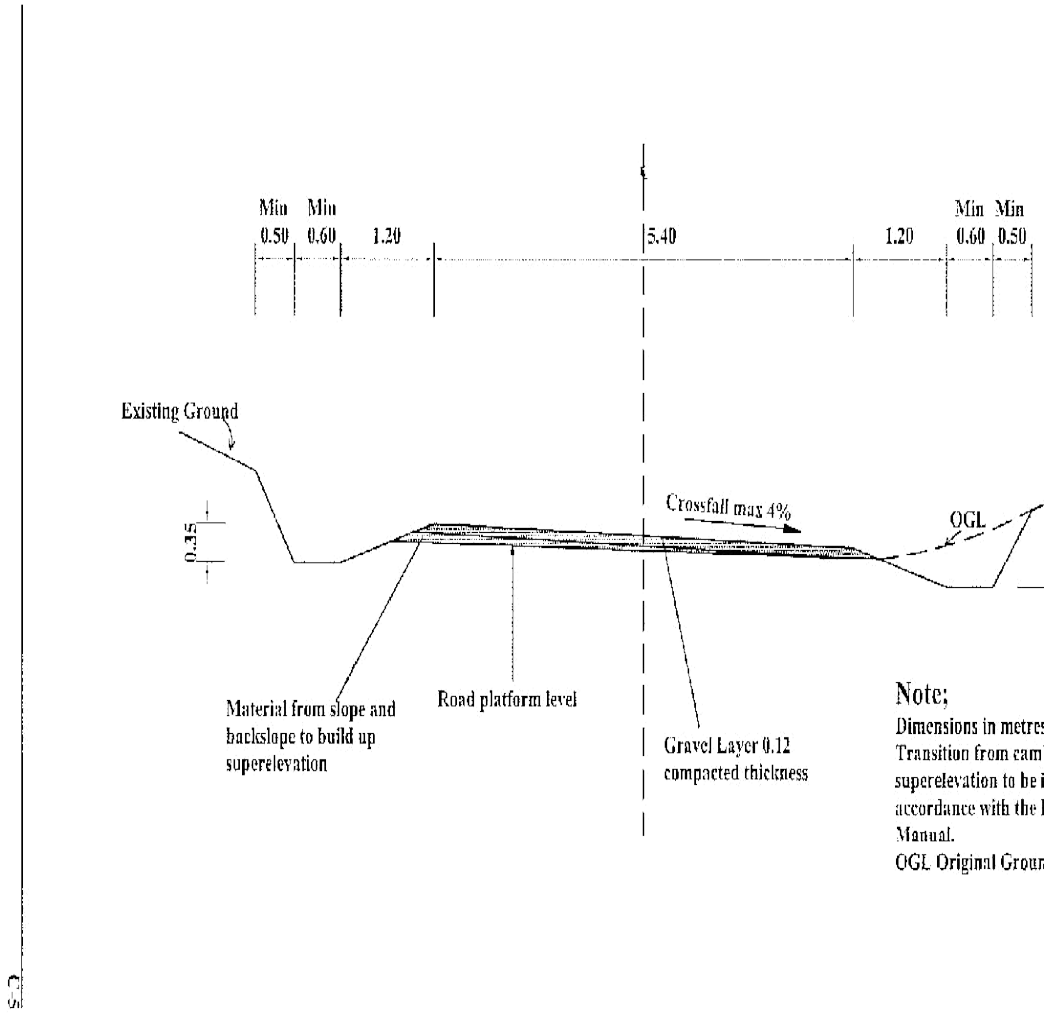 Min Min Min Min
0.50 0.60 1.20 5.40 1.20 0.60 0.50
Existing Ground
Crossfall max 4%
OGL
0.35
Material from slope and
backslope to build up
superelevation
Road platform level
Gravel Layer 0.12
compacted thickness
Note;
Dimensions in metres
Transition from cam
superelevation to be i
accordance with the
Manual.
OGL Original Groun
C-5